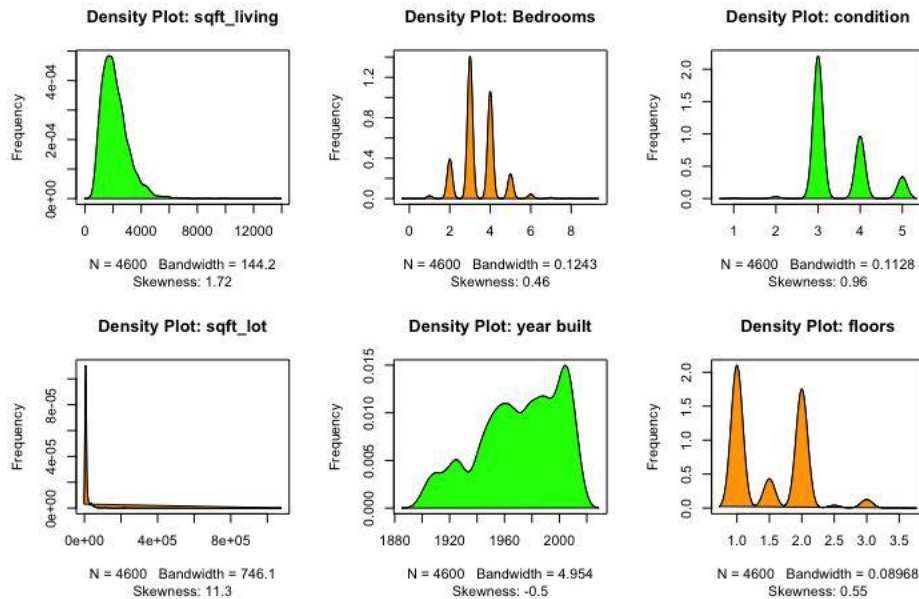 Density Plot: sqft_living
Frequency
0e+00 2e-04 4e-04
0 4000 8000 12000
N = 4600 Bandwidth = 144.2
Skewness: 1.72
Density Plot: Bedrooms
Frequency
0.0 0.4 0.8 1.2
0 2 4 6 8
N = 4600 Bandwidth = 0.1243
Skewness: 0.46
Density Plot: condition
Frequency
0.0 0.5 1.0 1.5 2.0
1 2 3 4 5
N = 4600 Bandwidth = 0.1128
Skewness: 0.96
Density Plot: sqft_lot
Frequency
0e+00 4e-05 8e-05
0e+00 4e+05 8e+05
N = 4600 Bandwidth = 746.1
Skewness: 11.3
Density Plot: year built
Frequency
0.000 0.005 0.010 0.015
1880 1920 1960 2000
N = 4600 Bandwidth = 4.954
Skewness: -0.5
Density Plot: floors
Frequency
0.0 0.5 1.0 1.5 2.0
1.0 1.5 2.0 2.5 3.0 3.5
N = 4600 Bandwidth = 0.08968
Skewness: 0.55